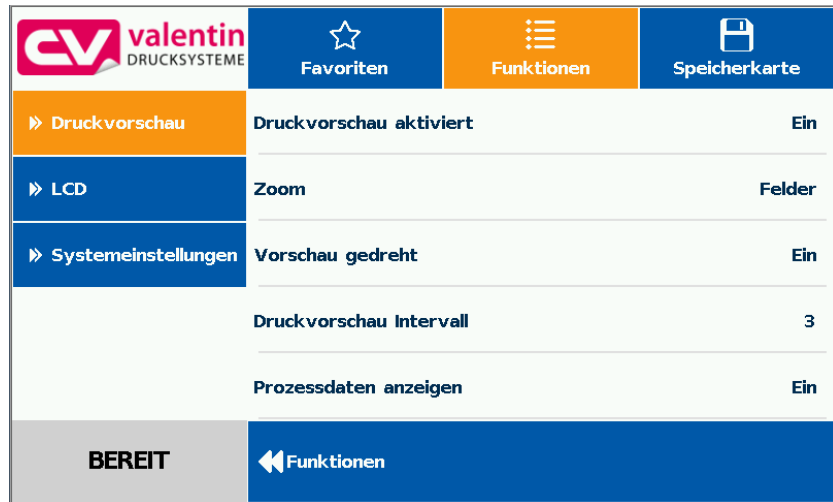 CV. valentin
DRUCKSYSTEME
Favoriten
Funktionen
Speicherkarte
Druckvorschau
LCD
Systemeinstellungen
Druckvorschau aktiviert Ein
Zoom Felder
Vorschau gedreht Ein
Druckvorschau Intervall 3
Prozessdaten anzeigen Ein
BEREIT
Funktionen